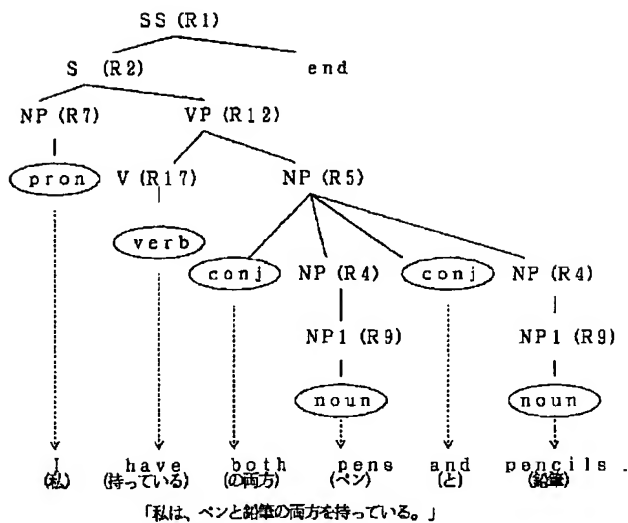 SS (R1)
S (R2) end
NP (R7) VP (R12)
pron V (R17) NP (R5)
verb
conj NP (R4) conj NP (R4)
NP1 (R9) NP1 (R9)
noun noun
I have both pens and pencils .
(私) (持っている) (の両方) (ペン) (と) (鉛筆)
「私は、ペンと鉛筆の両方を持っている。」